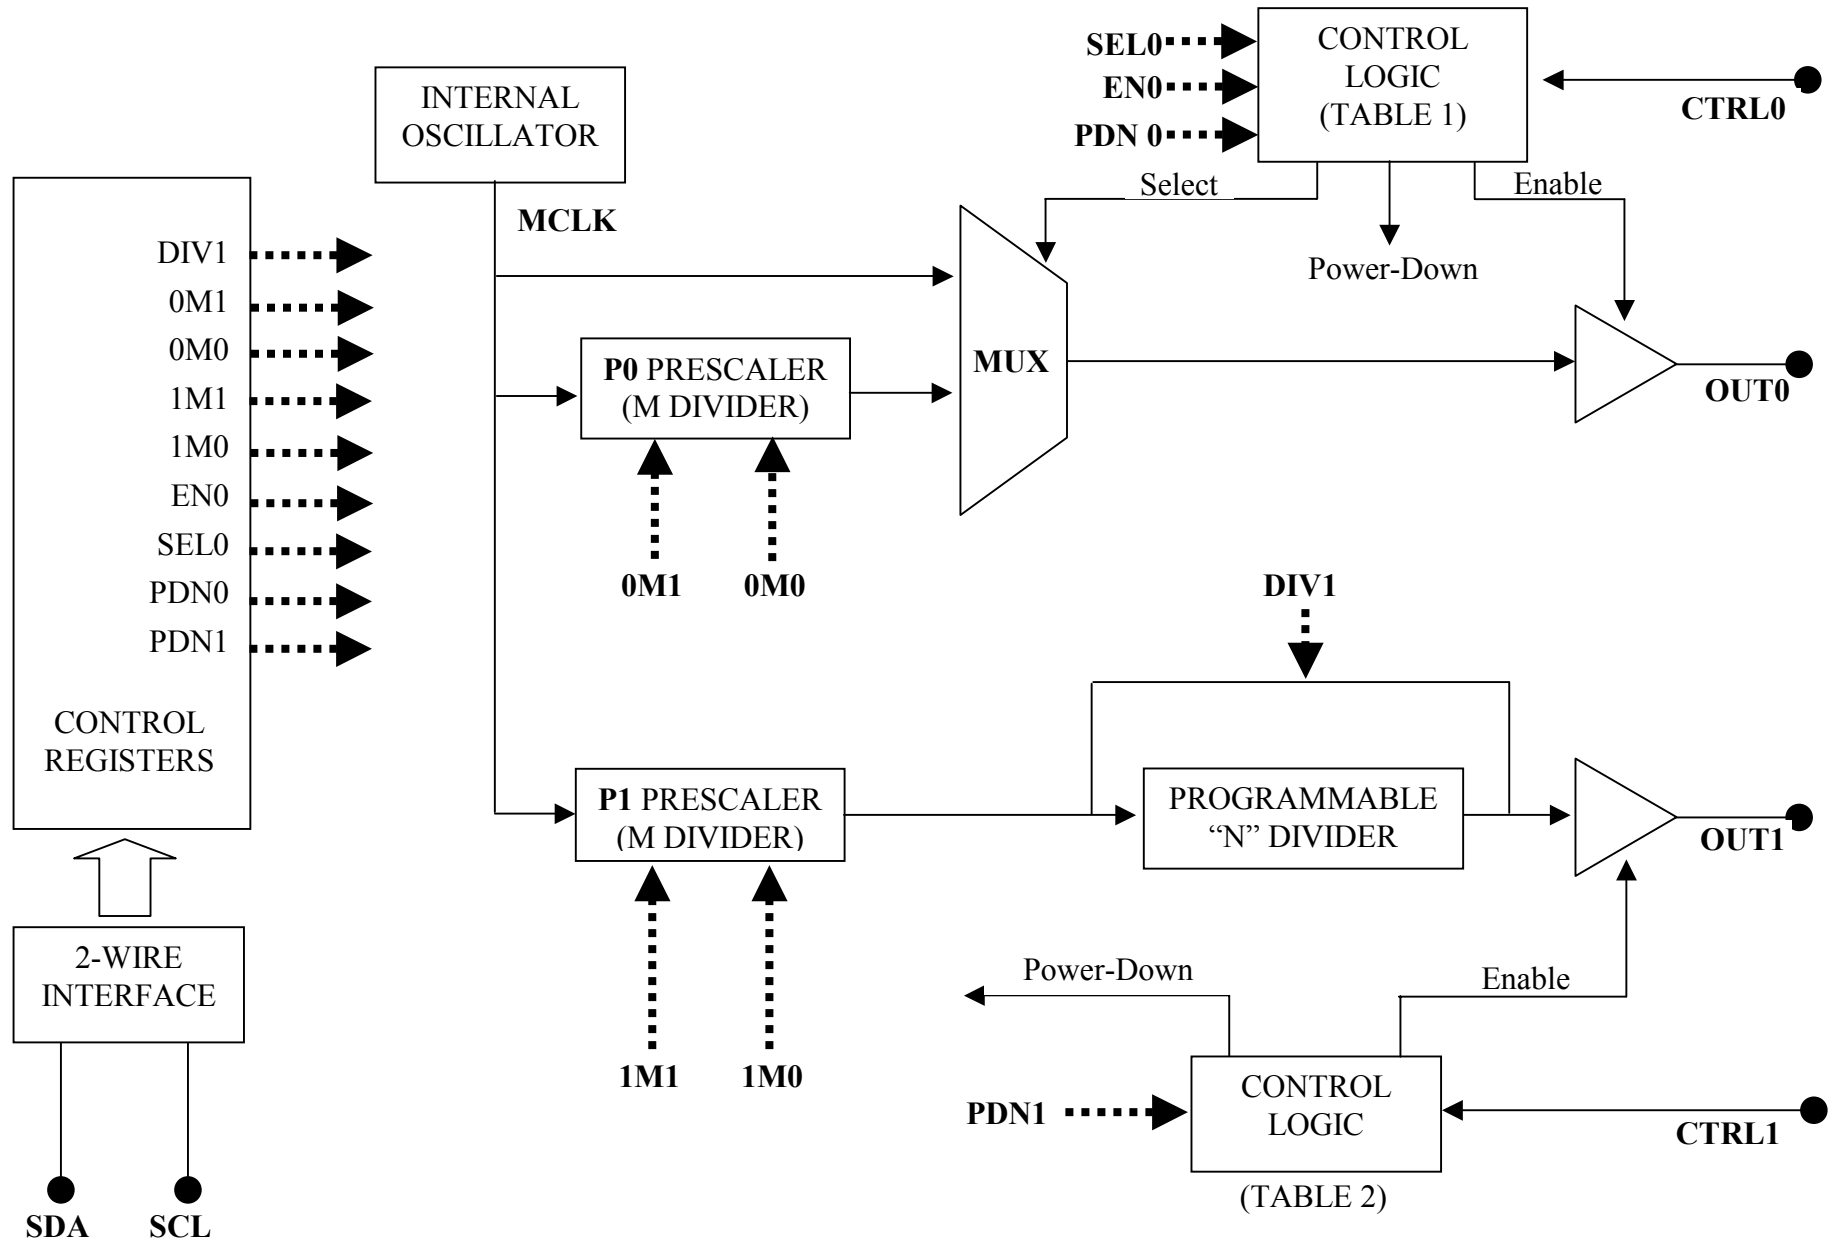 SEL0
EN0
PDN 0
CONTROL
LOGIC
(TABLE 1)
CTRL0
Select
Enable
Power-Down
INTERNAL
OSCILLATOR
MCLK
DIV1
0M1
0M0
1M1
1M0
EN0
SEL0
PDN0
PDN1
CONTROL
REGISTERS
P0 PRESCALER
(M DIVIDER)
0M1
0M0
MUX
OUT0
DIV1
P1 PRESCALER
(M DIVIDER)
1M1
1M0
PROGRAMMABLE
“N” DIVIDER
OUT1
Power-Down
Enable
PDN1
CONTROL
LOGIC
(TABLE 2)
CTRL1
2-WIRE
INTERFACE
SDA
SCL